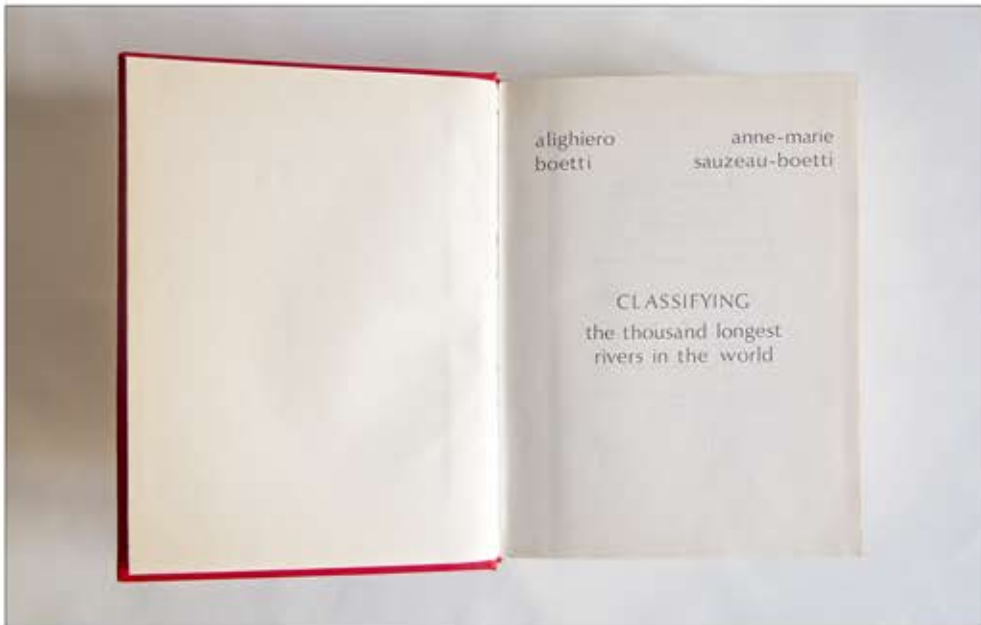 alighiero anne-marie
boetti sauzeau-boetti
CLASSIFYING
the thousand longest
rivers in the world